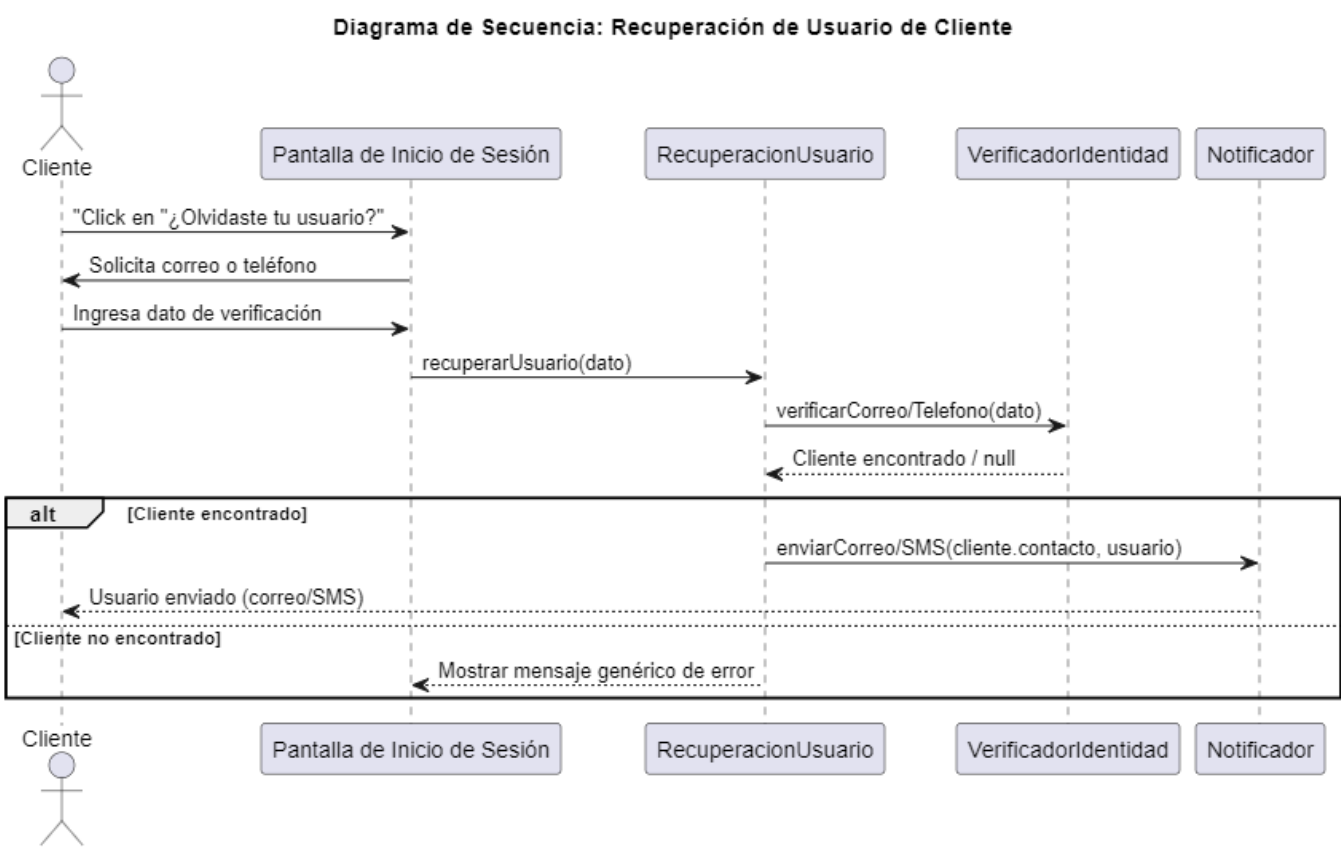 Diagrama de Secuencia: Recuperación de Usuario de Cliente
Cliente
Pantalla de Inicio de Sesión
RecuperacionUsuario
VerificadorIdentidad
Notificador
"Click en "¿Olvidaste tu usuario?"
Solicita correo o teléfono
Ingresa dato de verificación
recuperarUsuario(dato)
verificarCorreo/Telefono(dato)
Cliente encontrado / null
alt
[Cliente encontrado]
enviarCorreo/SMS(cliente.contacto, usuario)
Usuario enviado (correo/SMS)
[Cliente no encontrado]
Mostrar mensaje genérico de error
Cliente
Pantalla de Inicio de Sesión
RecuperacionUsuario
VerificadorIdentidad
Notificador